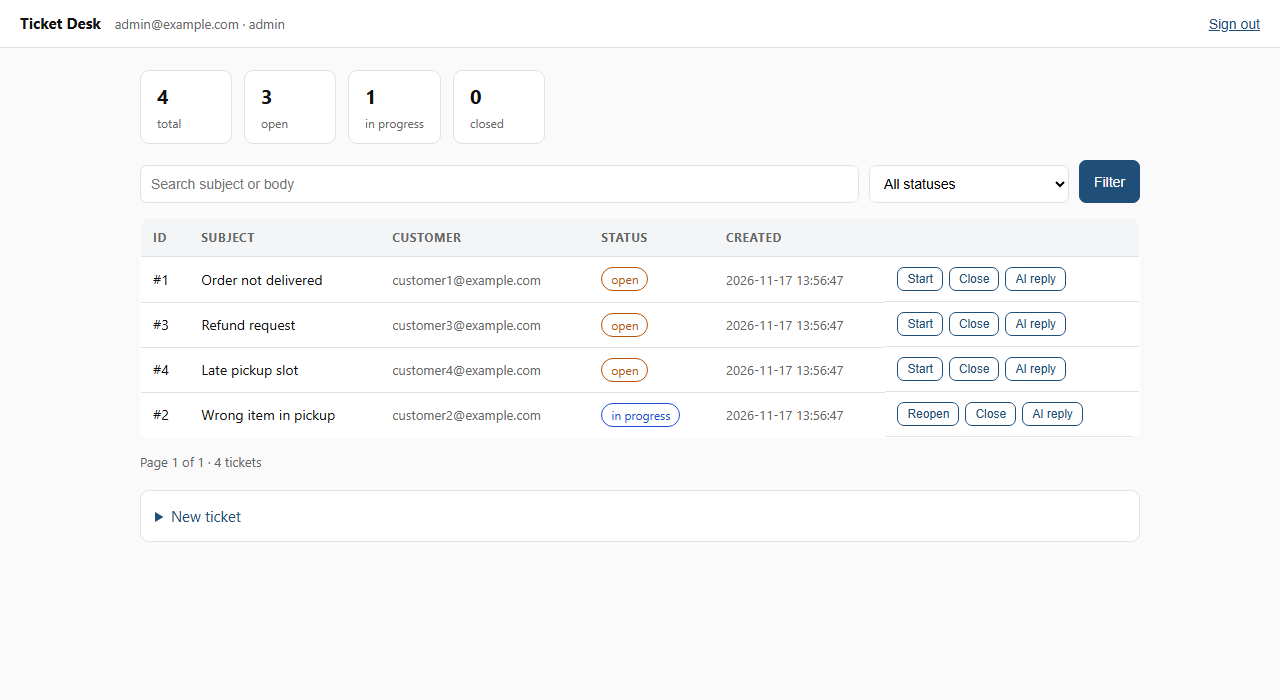 Ticket Desk admin@example.com · admin Sign out
4 3 1 0
total open in progress closed
Search subject or body All statuses Filter
ID SUBJECT CUSTOMER STATUS CREATED
#1 Order not delivered customer1@example.com open 2026-11-17 13:56:47 Start Close AI reply
#3 Refund request customer3@example.com open 2026-11-17 13:56:47 Start Close AI reply
#4 Late pickup slot customer4@example.com open 2026-11-17 13:56:47 Start Close AI reply
#2 Wrong item in pickup customer2@example.com in progress 2026-11-17 13:56:47 Reopen Close AI reply
Page 1 of 1 · 4 tickets
New ticket